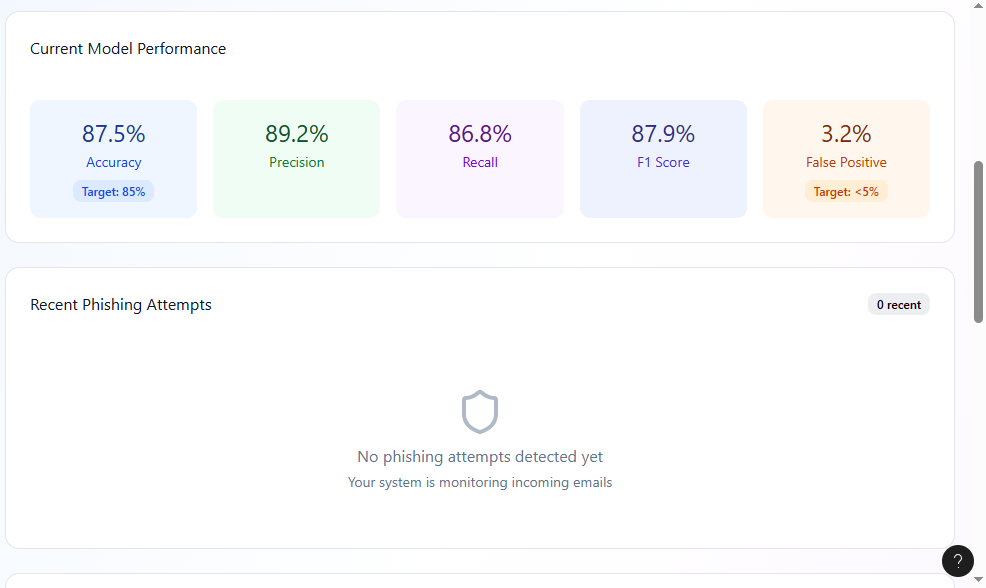 Current Model Performance
87.5%
Accuracy
Target: 85%
89.2%
Precision
86.8%
Recall
87.9%
F1 Score
3.2%
False Positive
Target: <5%
Recent Phishing Attempts
0 recent
No phishing attempts detected yet
Your system is monitoring incoming emails
?